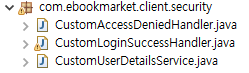 com.ebookmarket.client.security
CustomAccessDeniedHandler.java
CustomLoginSuccessHandler.java
CustomUserDetailsService.java